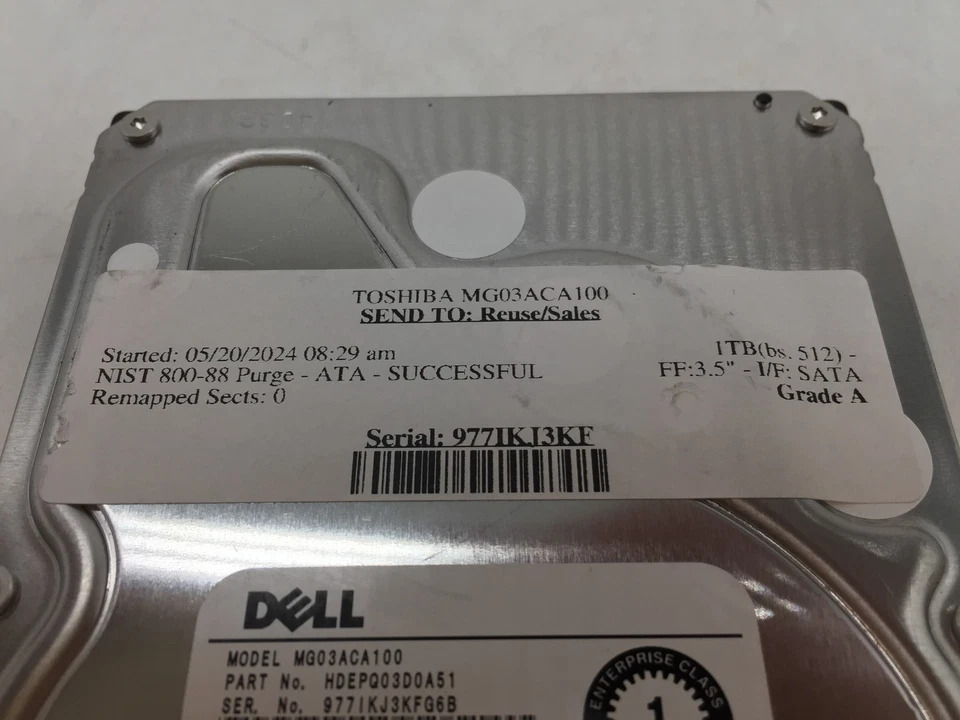 TOSHIBA MG03ACA100
SEND TO: Reuse/Sales
Started: 05/20/2024 08:29 am
1TB(bs. 512) -
NIST 800-88 Purge - ATA - SUCCESSFUL
FF:3.5" - I/F: SATA
Remapped Sects: 0
Grade A
Serial: 977IKJ3KF
DELL
MODEL MG03ACA100
PART No. HDEPQ03D0A51
SER. No. 977IKJ3KFG6B
ENTERPRISE CLASS
1